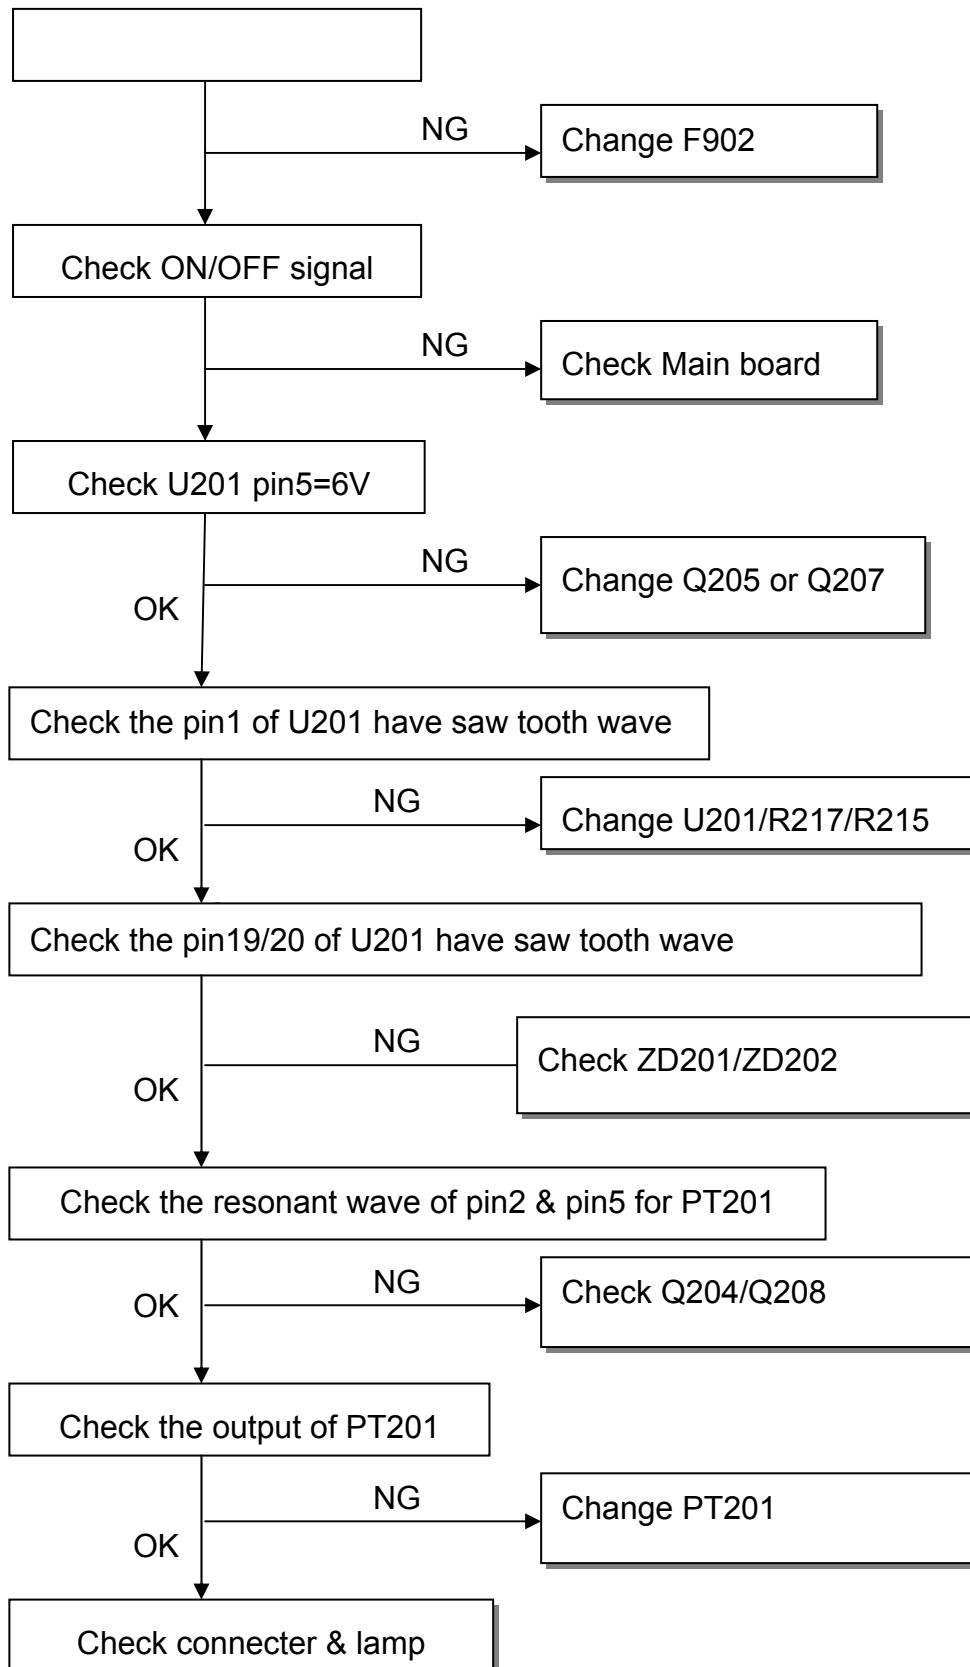 NG
Change F902
Check ON/OFF signal
NG
Check Main board
Check U201 pin5=6V
NG
Change Q205 or Q207
OK
Check the pin1 of U201 have saw tooth wave
NG
Change U201/R217/R215
OK
Check the pin19/20 of U201 have saw tooth wave
NG
Check ZD201/ZD202
OK
Check the resonant wave of pin2 & pin5 for PT201
NG
Check Q204/Q208
OK
Check the output of PT201
NG
Change PT201
OK
Check connecter & lamp